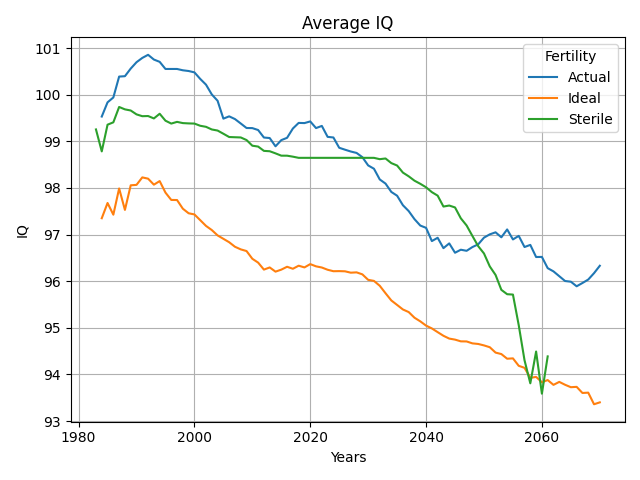 Average IQ
101
100
99
98
97
96
95
94
93
IQ
1980
2000
2020
2040
2060
Years
Fertility
Actual
Ideal
Sterile